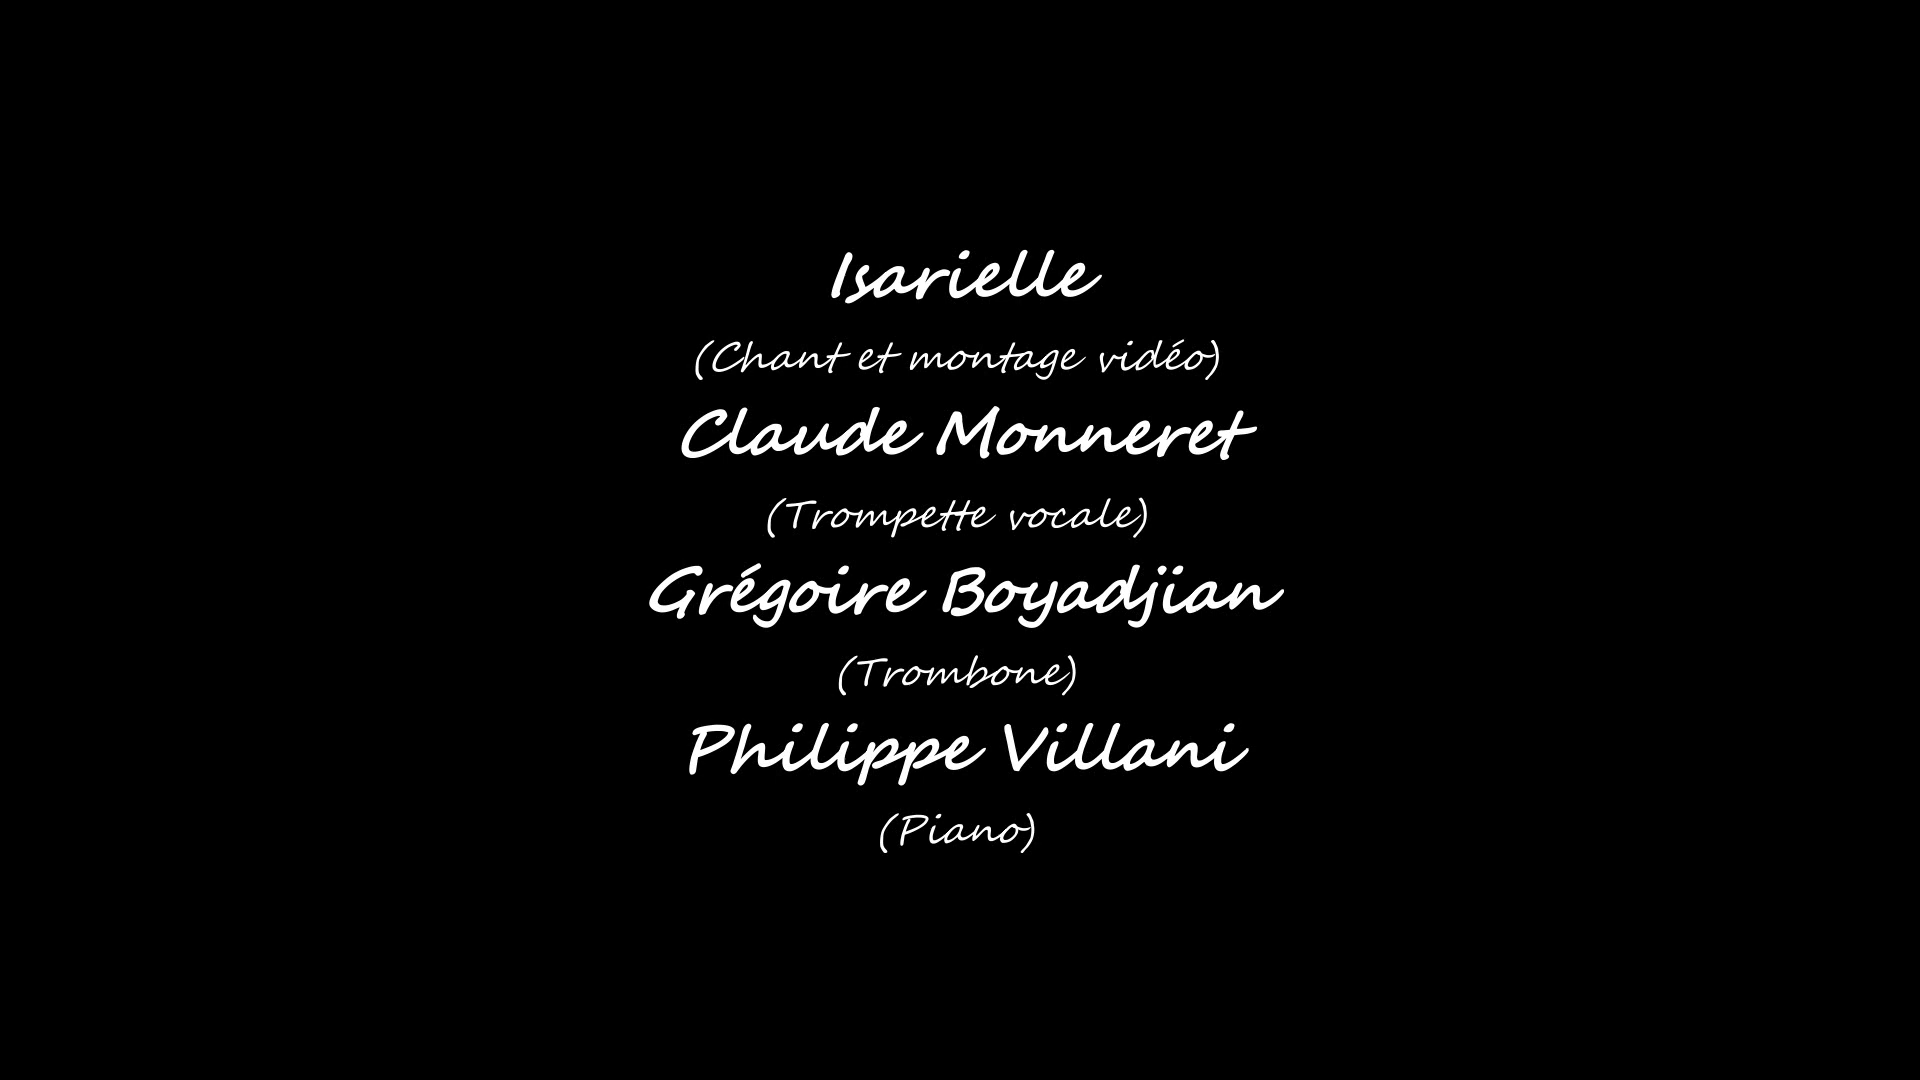 Isarielle
(Chant et montage vidéo)
Claude Monneret
(Trompette vocale)
Grégoire Boyadjian
(Trombone)
Philippe Villani
(Piano)